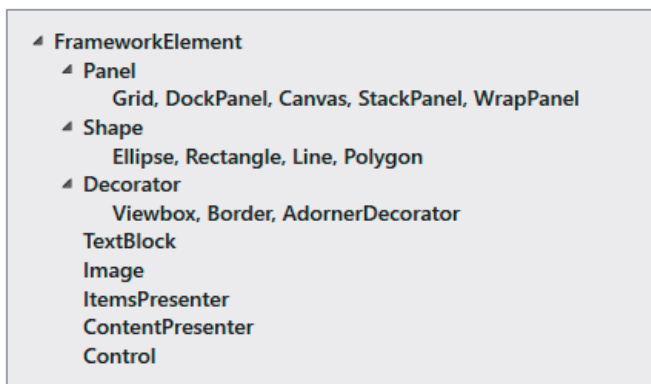 FrameworkElement
Panel
Grid, DockPanel, Canvas, StackPanel, WrapPanel
Shape
Ellipse, Rectangle, Line, Polygon
Decorator
Viewbox, Border, AdornerDecorator
TextBlock
Image
ItemsPresenter
ContentPresenter
Control